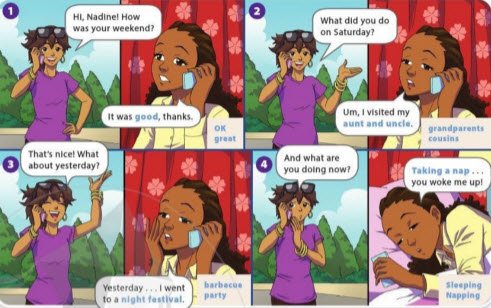 1
Hi, Nadine! How
was your weekend?
It was good, thanks.
OK
great
2
What did you do
on Saturday?
Um, I visited my
aunt and uncle.
grandparents
cousins
3
That's nice! What
about yesterday?
Yesterday . . . I went
to a night festival.
barbecue
party
4
And what are
you doing now?
Taking a nap . . .
you woke me up!
Sleeping
Napping